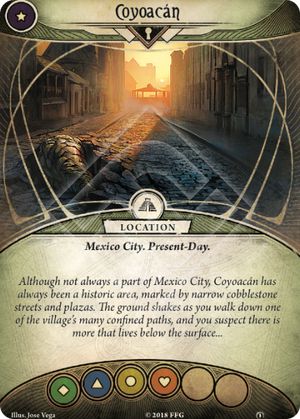 Coyoacán
LOCATION
Mexico City. Present-Day.
Although not always a part of Mexico City, Coyoacán has
always been a historic area, marked by narrow cobblestone
streets and plazas. The ground shakes as you walk down one
of the village's many confined paths, and you suspect there is
more that lives below the surface...
Illus. Jose Vega
© 2018 FFG